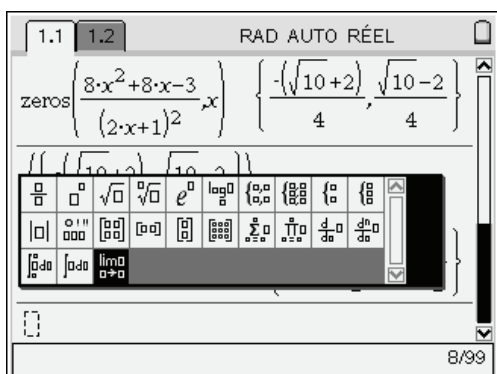 1.1 1.2 RAD AUTO RÉEL
zeros((8·x²+8·x-3)/(2·x+1)²,x) {-(√10+2)/4,(√10-2)/4}
lim
8/99